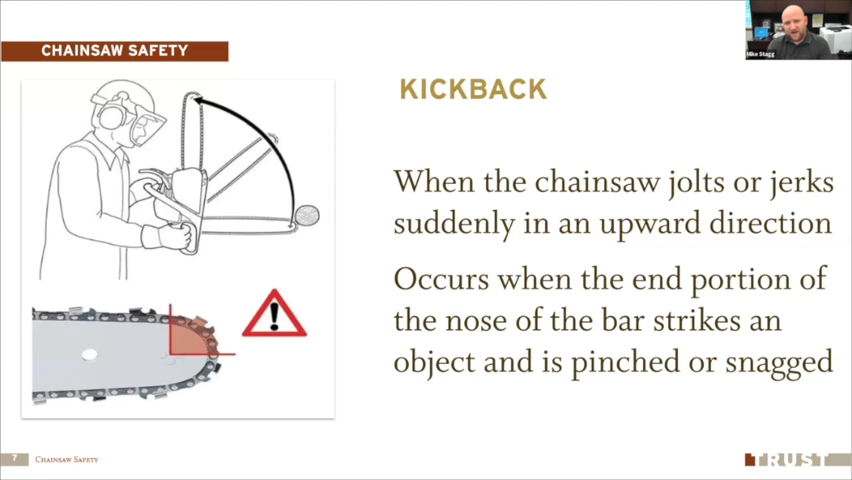 CHAINSAW SAFETY
Mike Stagg
KICKBACK
When the chainsaw jolts or jerks
suddenly in an upward direction
Occurs when the end portion of
the nose of the bar strikes an
object and is pinched or snagged
!
7
CHAINSAW SAFETY
TRUST